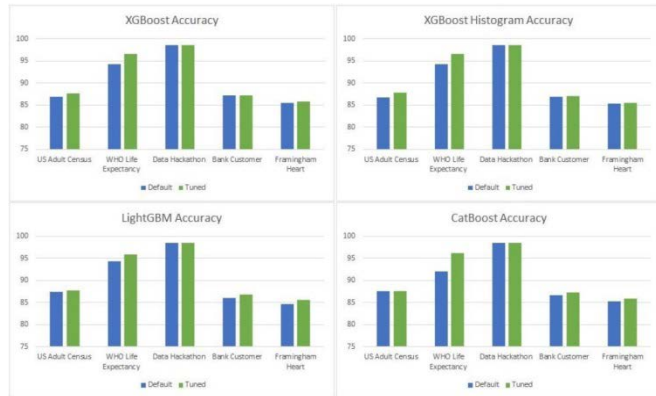 XGBoost Accuracy
100
95
90
85
80
75
US Adult Census
WHO Life
Expectancy
Data Hackathon
Bank Customer
Framingham
Heart
Default
Tuned
XGBoost Histogram Accuracy
100
95
90
85
80
75
US Adult Census
WHO Life
Expectancy
Data Hackathon
Bank Customer
Framingham
Heart
Default
Tuned
LightGBM Accuracy
100
95
90
85
80
75
US Adult Census
WHO Life
Expectancy
Data Hackathon
Bank Customer
Framingham
Heart
Default
Tuned
CatBoost Accuracy
100
95
90
85
80
75
US Adult Census
WHO Life
Expectancy
Data Hackathon
Bank Customer
Framingham
Heart
Default
Tuned